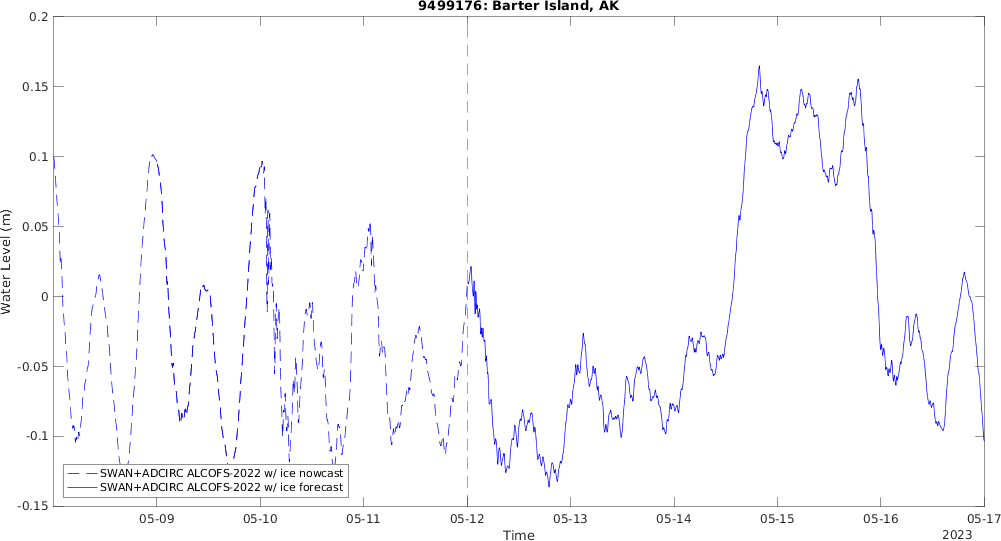 9499176: Barter Island, AK
0.2
0.15
0.1
0.05
0
-0.05
-0.1
-0.15
Water Level (m)
SWAN+ADCIRC ALCOFS-2022 w/ ice nowcast
SWAN+ADCIRC ALCOFS-2022 w/ ice forecast
05-09 05-10 05-11 05-12 05-13 05-14 05-15 05-16 05-17
Time
2023